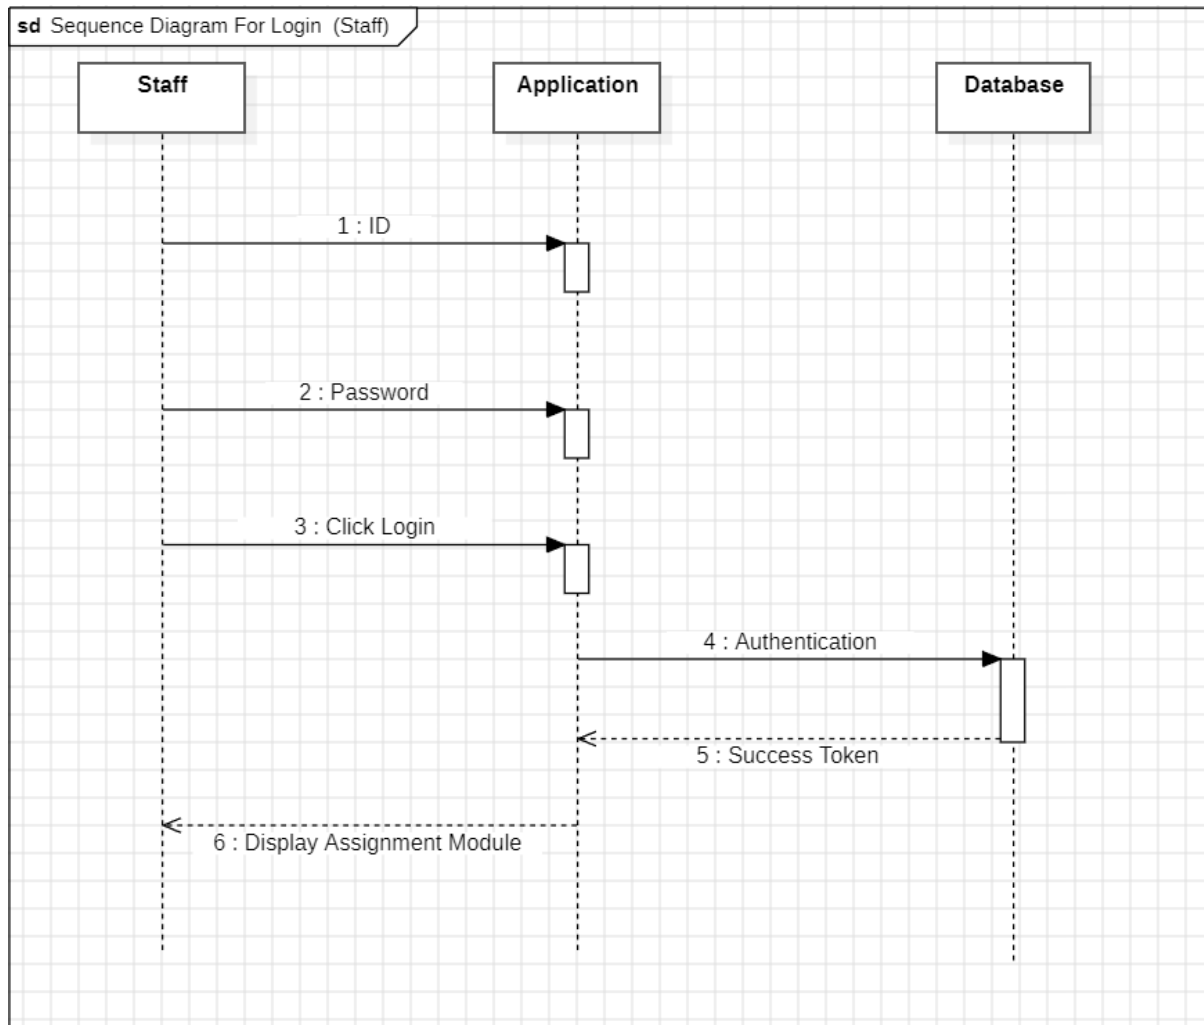 sd Sequence Diagram For Login (Staff)
Staff
Application
Database
1 : ID
2 : Password
3 : Click Login
4 : Authentication
5 : Success Token
6 : Display Assignment Module